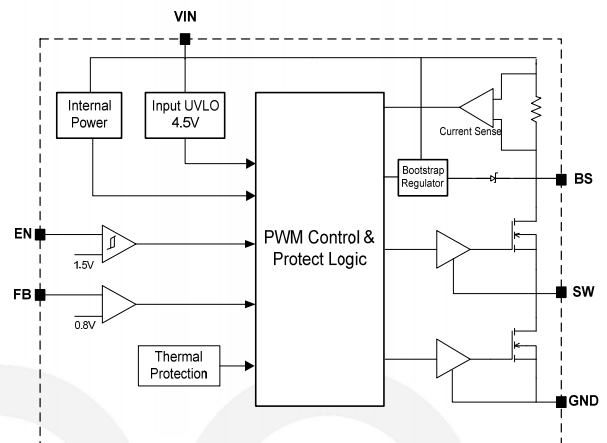 VIN
Internal
Power
Input UVLO
4.5V
Current Sense
Bootstrap
Regulator
BS
EN
1.5V
PWM Control &
Protect Logic
FB
0.8V
SW
Thermal
Protection
GND